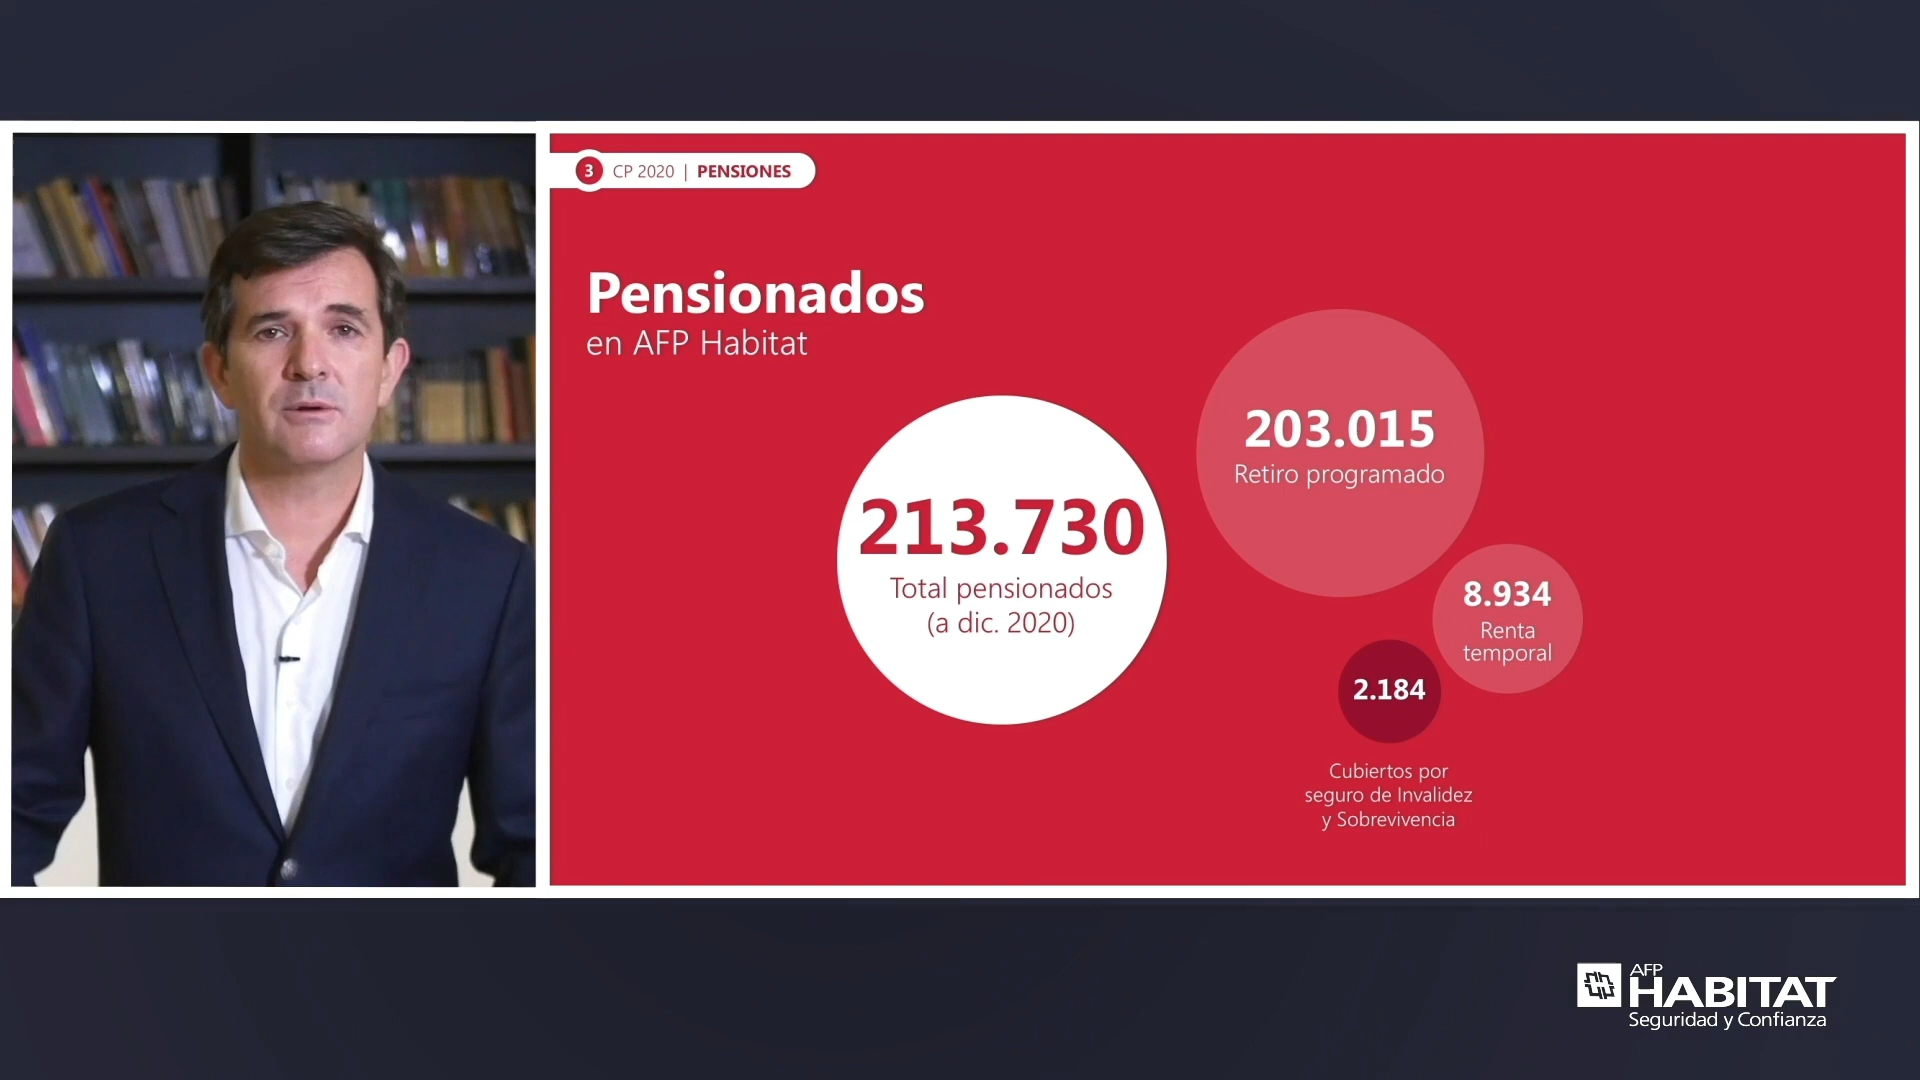 3 CP 2020 | PENSIONES
Pensionados
en AFP Habitat
213.730
Total pensionados
(a dic. 2020)
203.015
Retiro programado
8.934
Renta
temporal
2.184
Cubiertos por
seguro de Invalidez
y Sobrevivencia
AFP
HABITAT
Seguridad y Confianza